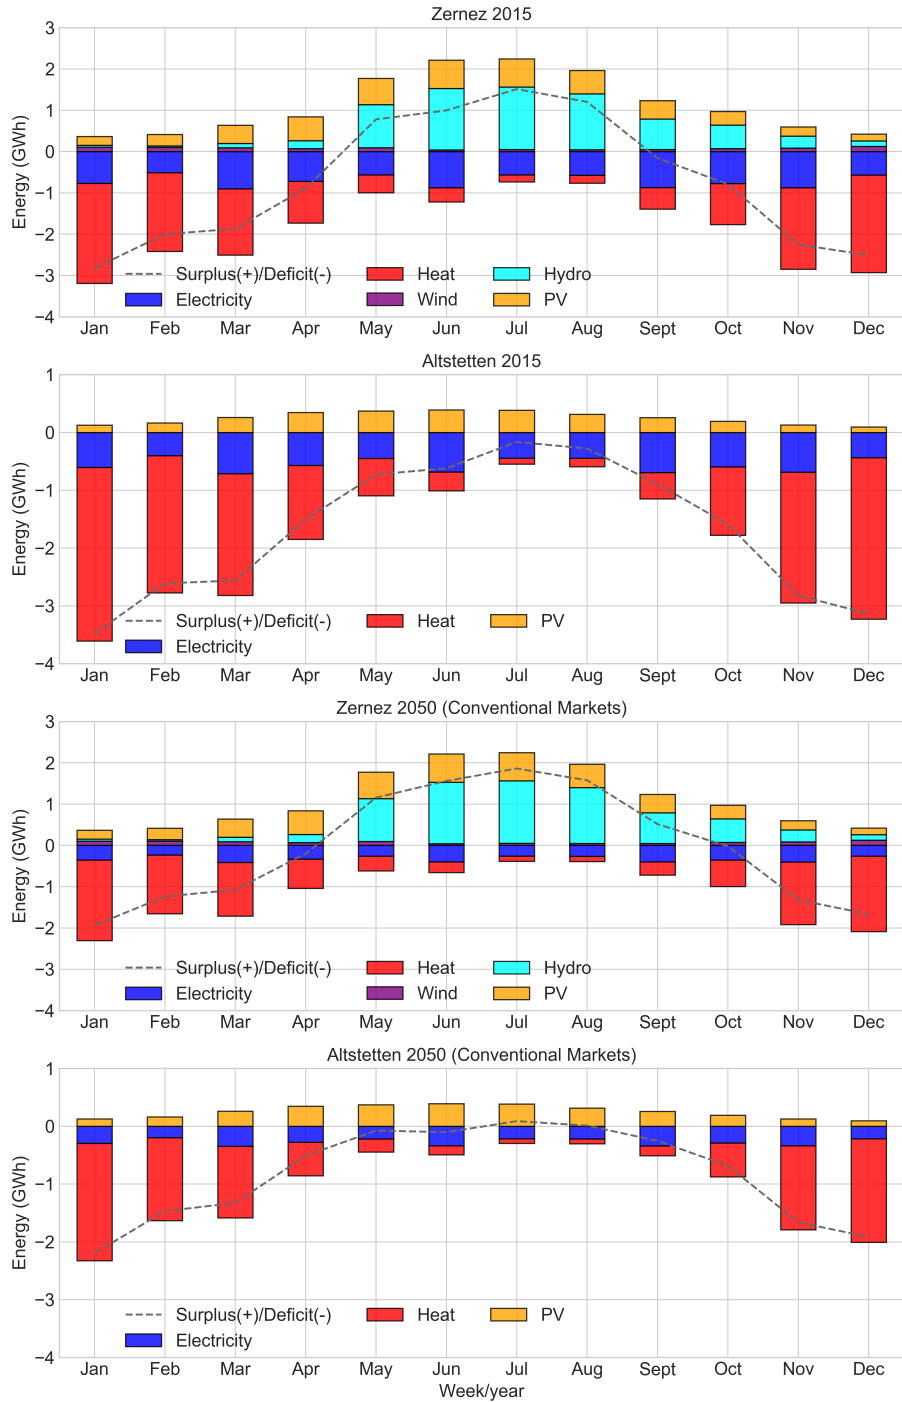 Zernez 2015
3
2
1
0
−1
−2
−3
−4
Energy (GWh)
Surplus(+)/Deficit(-) Heat Hydro
Electricity Wind PV
Jan Feb Mar Apr May Jun Jul Aug Sept Oct Nov Dec
Altstetten 2015
1
0
−1
−2
−3
−4
Energy (GWh)
Surplus(+)/Deficit(-) Heat PV
Electricity
Jan Feb Mar Apr May Jun Jul Aug Sept Oct Nov Dec
Zernez 2050 (Conventional Markets)
3
2
1
0
−1
−2
−3
−4
Energy (GWh)
Surplus(+)/Deficit(-) Heat Hydro
Electricity Wind PV
Jan Feb Mar Apr May Jun Jul Aug Sept Oct Nov Dec
Altstetten 2050 (Conventional Markets)
1
0
−1
−2
−3
−4
Energy (GWh)
Surplus(+)/Deficit(-) Heat PV
Electricity
Jan Feb Mar Apr May Jun Jul Aug Sept Oct Nov Dec
Week/year